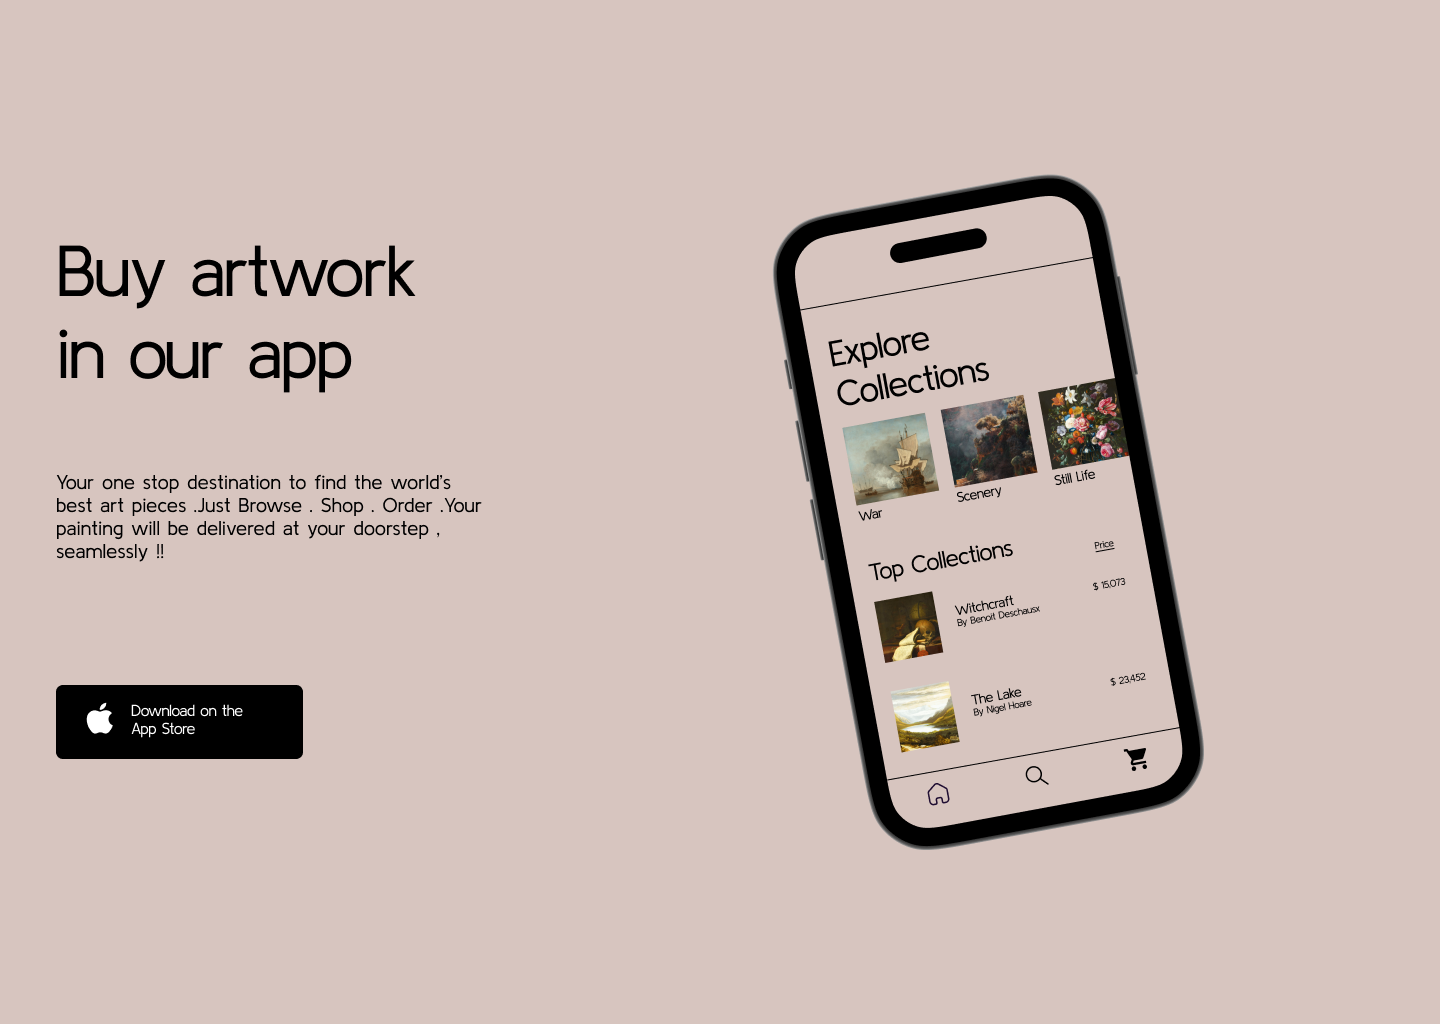 Buy artwork
in our app
Your one stop destination to find the world's
best art pieces .Just Browse . Shop . Order .Your
painting will be delivered at your doorstep ,
seamlessly !!
Download on the
App Store
Explore
Collections
War
Scenery
Still Life
Top Collections
Price
Witchcraft
By Benoit Deschausx
$ 15,073
The Lake
By Nigel Hoare
$ 23,452